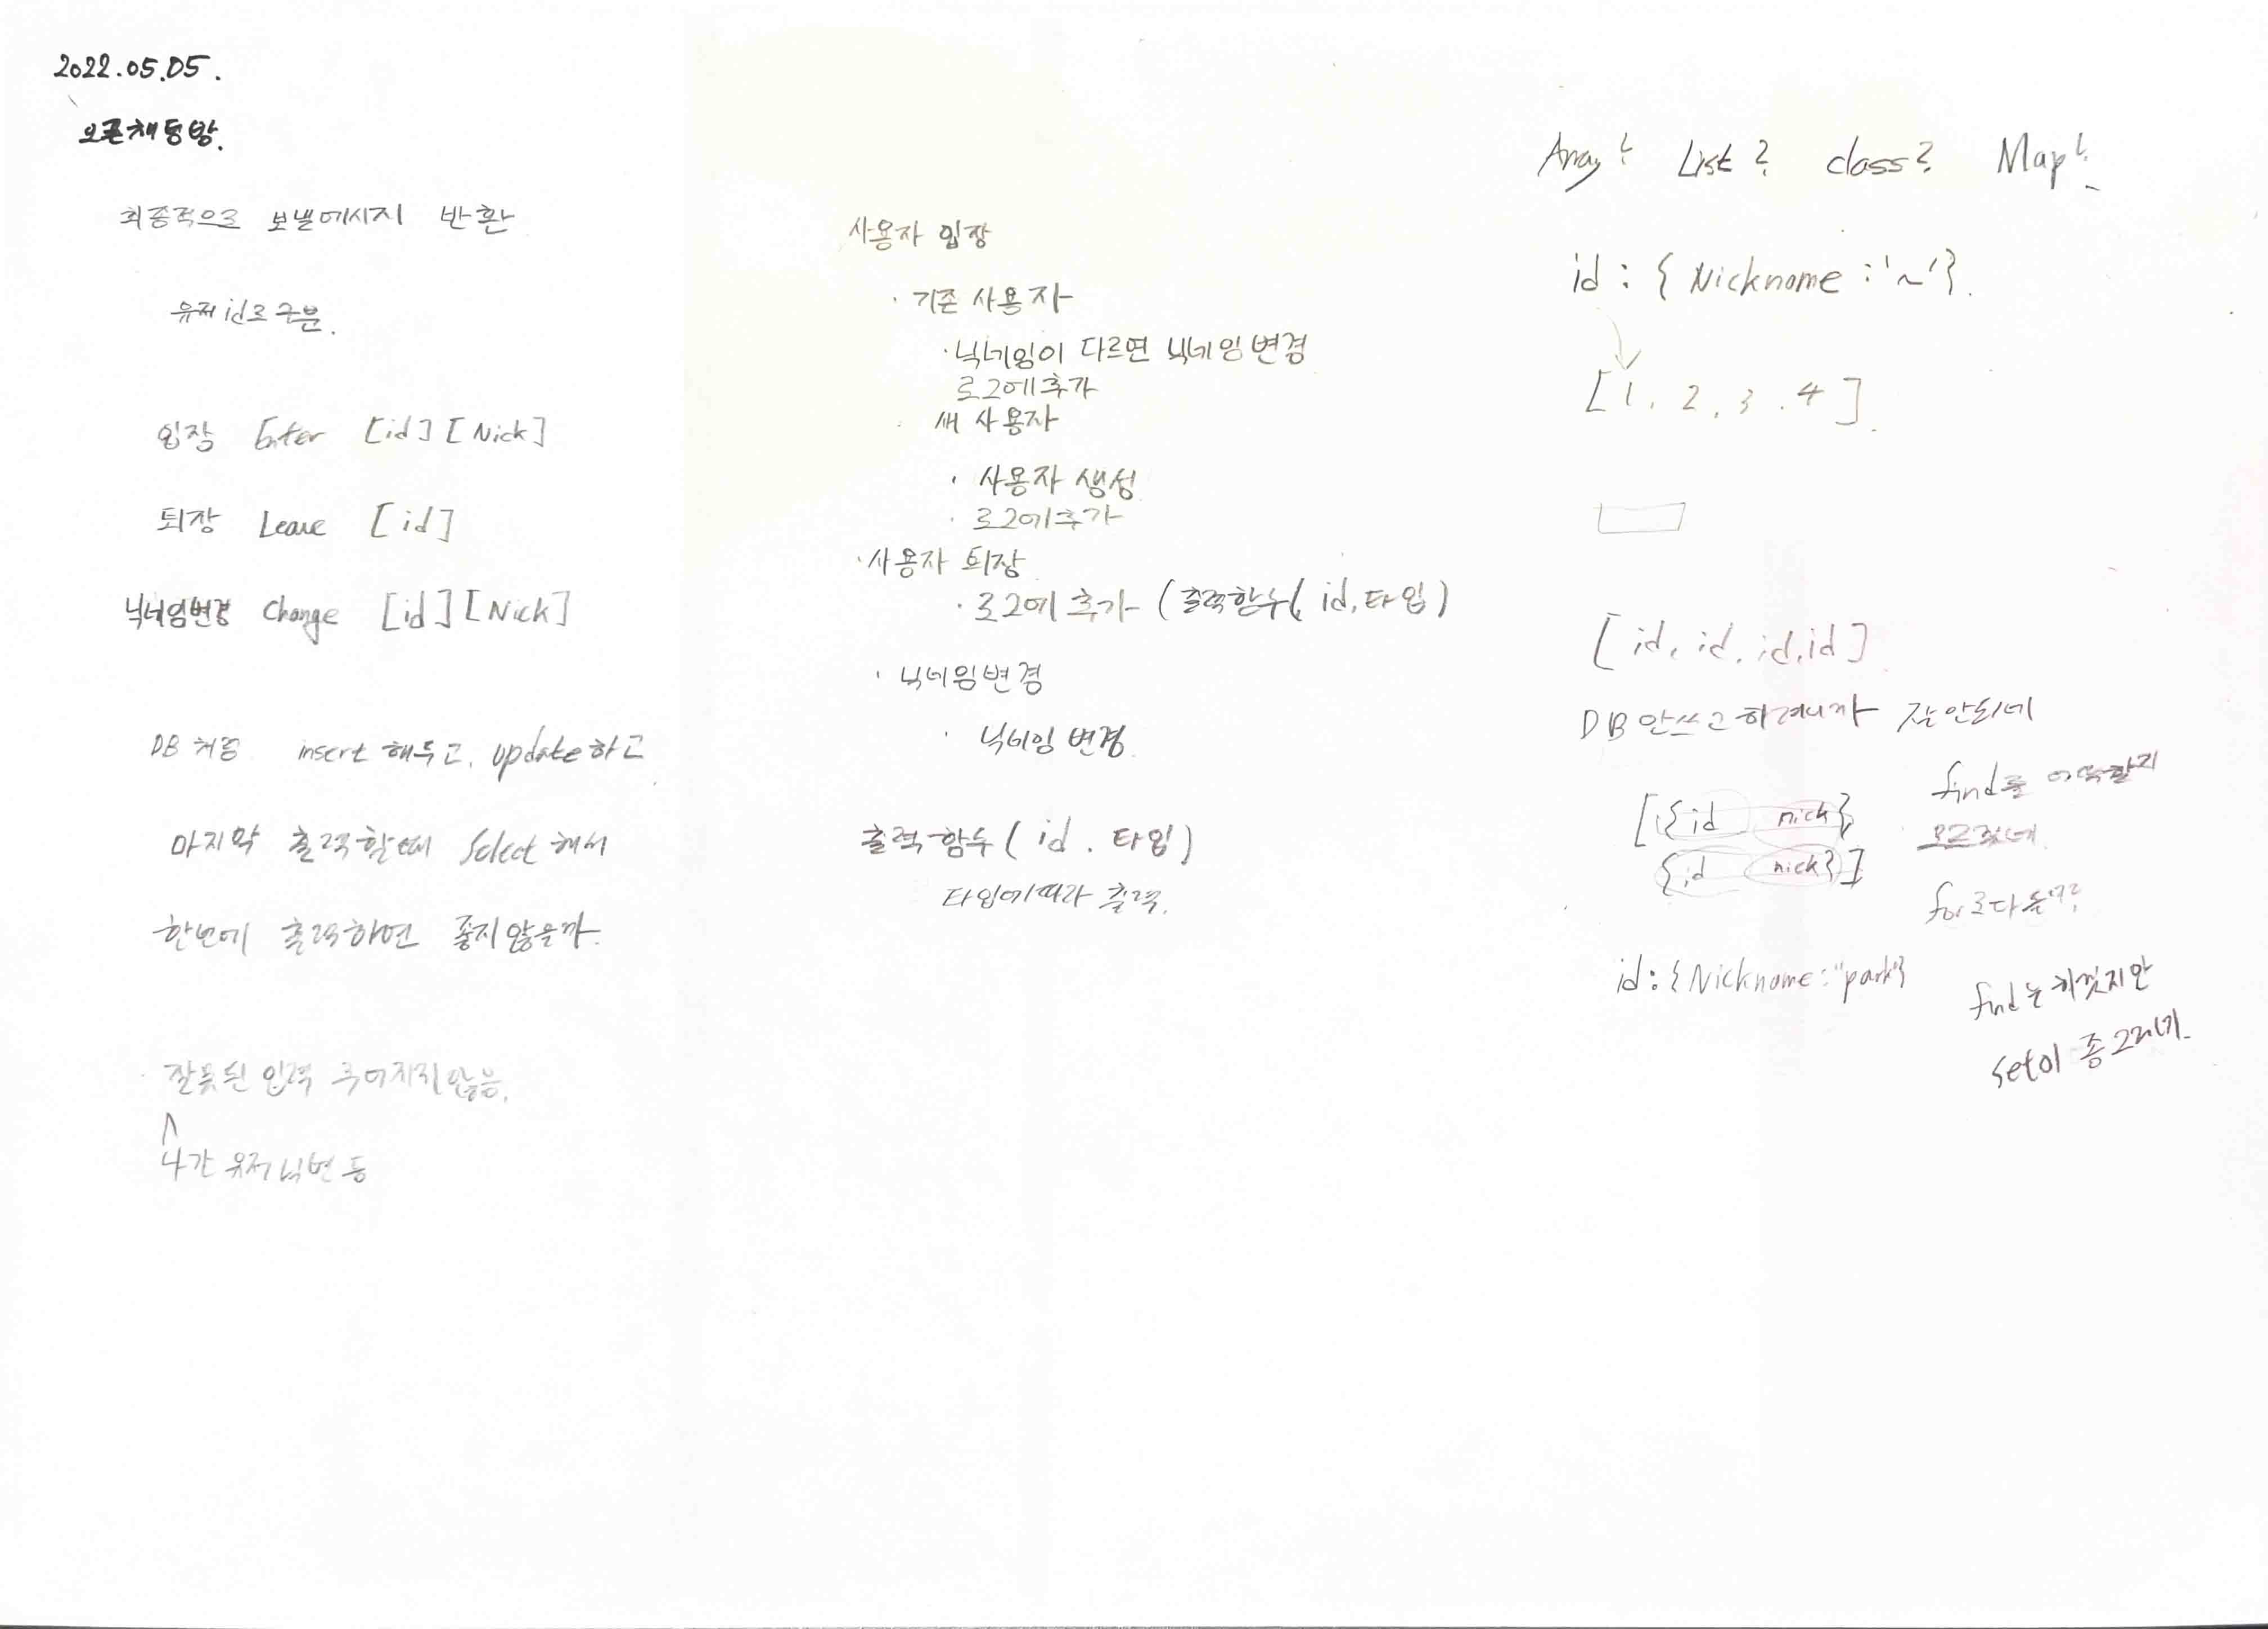 2022.05.05.
오픈채팅방.
최종적으로 보낼메시지 반환
유저id로구분.
입장 Enter [id][Nick]
퇴장 Leave [id]
닉네임변경 Change [id][Nick]
DB처럼 insert 해두고, update하고
마지막 출력할때 Select 해서
한번에 출력하면 좋지않을까.
잘못된 입력 주어지지않음.
나간 유저닉변 등
사용자 입장
· 기존 사용자
· 닉네임이 다르면 닉네임변경
로그에추가
새 사용자
· 사용자 생성
· 로그에추가
· 사용자 퇴장
· 로그에 추가 (출력함수( id, 타입)
· 닉네임변경
· 닉네임 변경
출력함수 ( id . 타입)
타입에따라 출력.
Array? List? class? Map?
id : { Nickname : '~'}.
[1, 2, 3 . 4]
[id, id, id, id]
DB 안쓰고하려니까 잘안되네
[{id nick},
{id nick}]
find를 어떡할지
모르겠네.
for로다돌아?
id:{Nickname:"park"}
find는 하겠지만
set이 좀그러네.